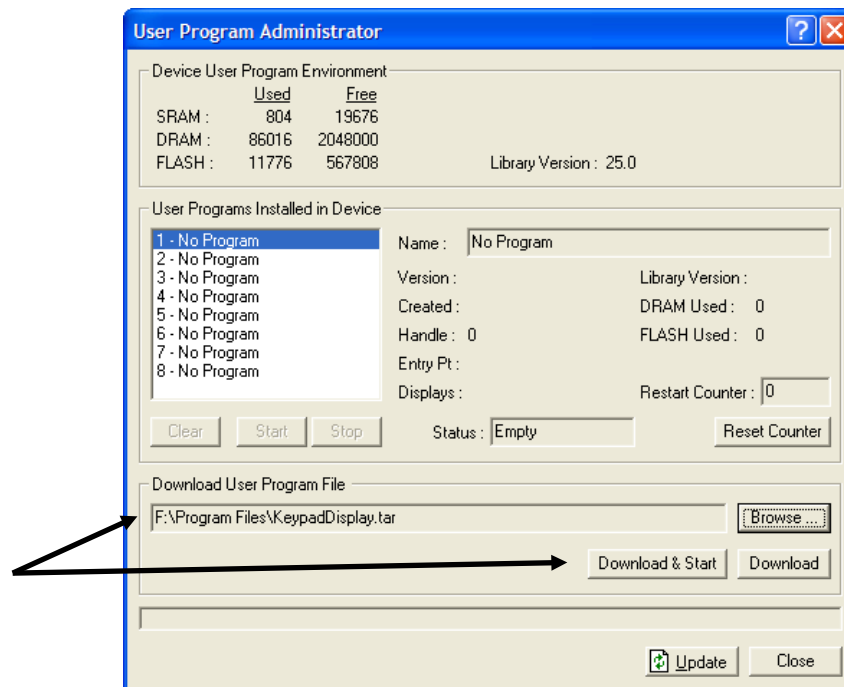 User Program Administrator
Device User Program Environment
Used Free
SRAM : 804 19676
DRAM : 86016 2048000
FLASH : 11776 567808 Library Version : 25.0
User Programs Installed in Device
1 - No Program
2 - No Program
3 - No Program
4 - No Program
5 - No Program
6 - No Program
7 - No Program
8 - No Program
Name : No Program
Version : Library Version :
Created : DRAM Used : 0
Handle : 0 FLASH Used : 0
Entry Pt :
Displays : Restart Counter : 0
Clear Start Stop Status : Empty Reset Counter
Download User Program File
F:\Program Files\KeypadDisplay.tar Browse ...
Download & Start Download
Update Close